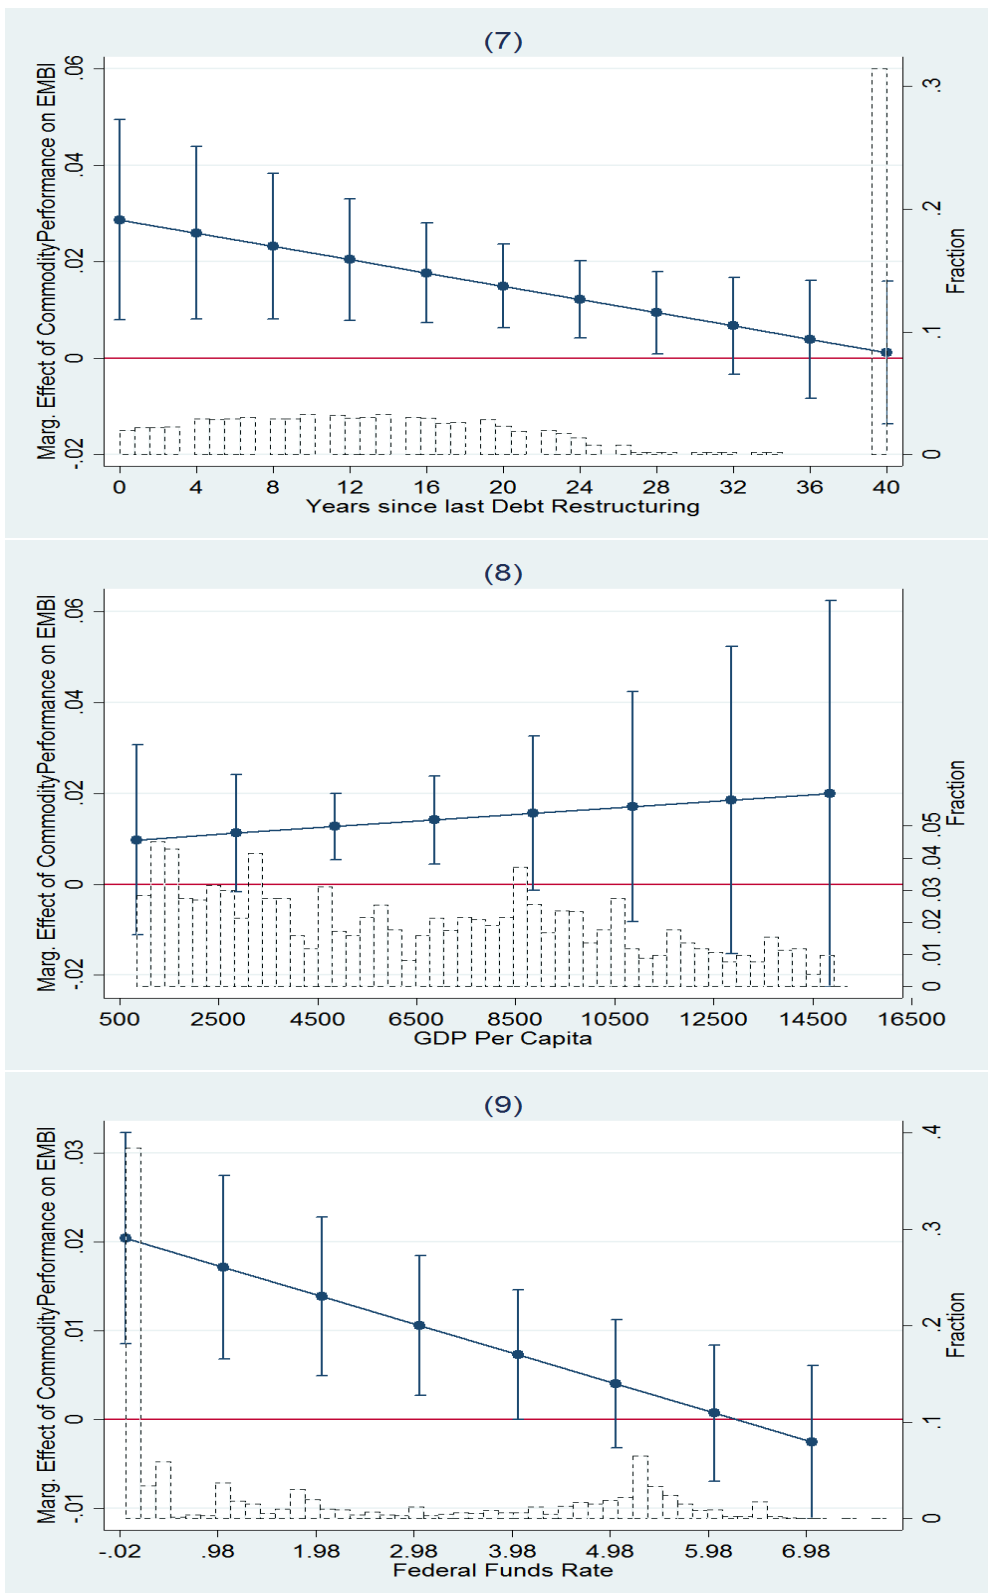 (7)
Marg. Effect of CommodityPerformance on EMBI
.06
.04
.02
0
-.02
.3
.2
.1
0
Fraction
0 4 8 12 16 20 24 28 32 36 40
Years since last Debt Restructuring
(8)
Marg. Effect of CommodityPerformance on EMBI
.06
.04
.02
0
-.02
.05
.04
.03
.02
.01
0
Fraction
500 2500 4500 6500 8500 10500 12500 14500 16500
GDP Per Capita
(9)
Marg. Effect of CommodityPerformance on EMBI
.03
.02
.01
0
-.01
.4
.3
.2
.1
0
Fraction
-.02 .98 1.98 2.98 3.98 4.98 5.98 6.98
Federal Funds Rate